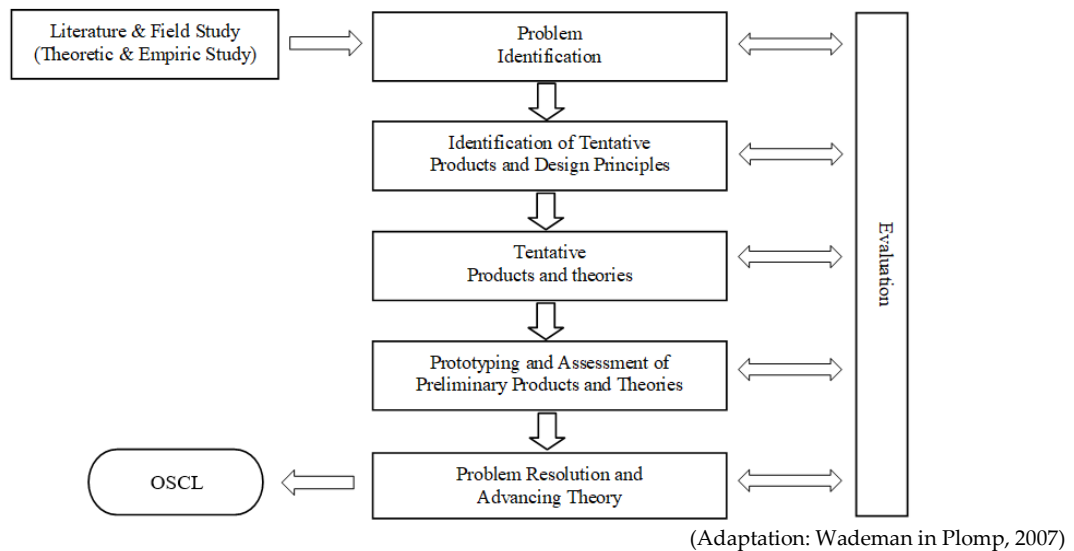 Literature & Field Study
(Theoretic & Empiric Study)
Problem
Identification
Identification of Tentative
Products and Design Principles
Tentative
Products and theories
Prototyping and Assessment of
Preliminary Products and Theories
Problem Resolution and
Advancing Theory
OSCL
Evaluation
(Adaptation: Wademan in Plomp, 2007)